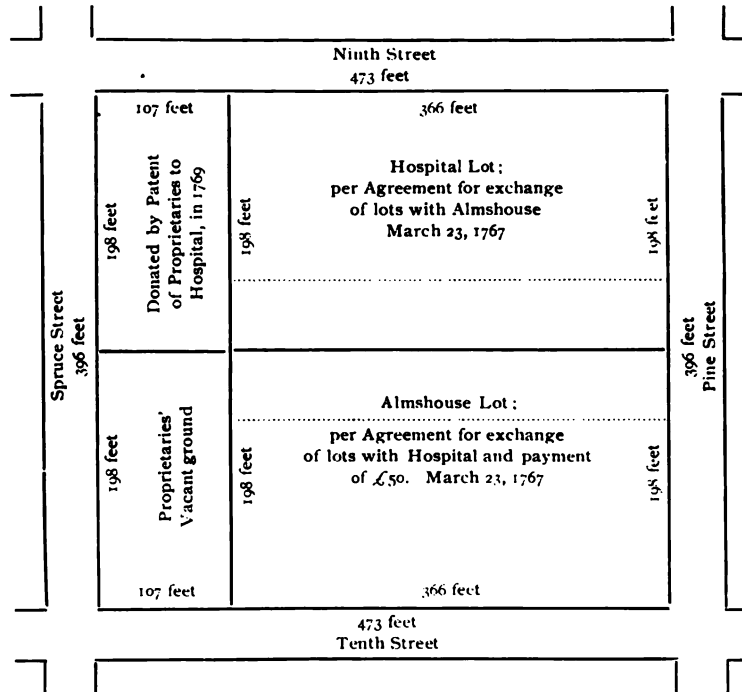 Ninth Street
473 feet
107 feet
366 feet
Spruce Street
396 feet
198 feet
Donated by Patent
of Proprietaries to
Hospital, in 1769
198 feet
Hospital Lot;
per Agreement for exchange
of lots with Almshouse
March 23, 1767
198 feet
396 feet
Pine Street
198 feet
Proprietaries'
Vacant ground
198 feet
Almshouse Lot;
per Agreement for exchange
of lots with Hospital and payment
of £50. March 23, 1767
198 feet
107 feet
366 feet
473 feet
Tenth Street